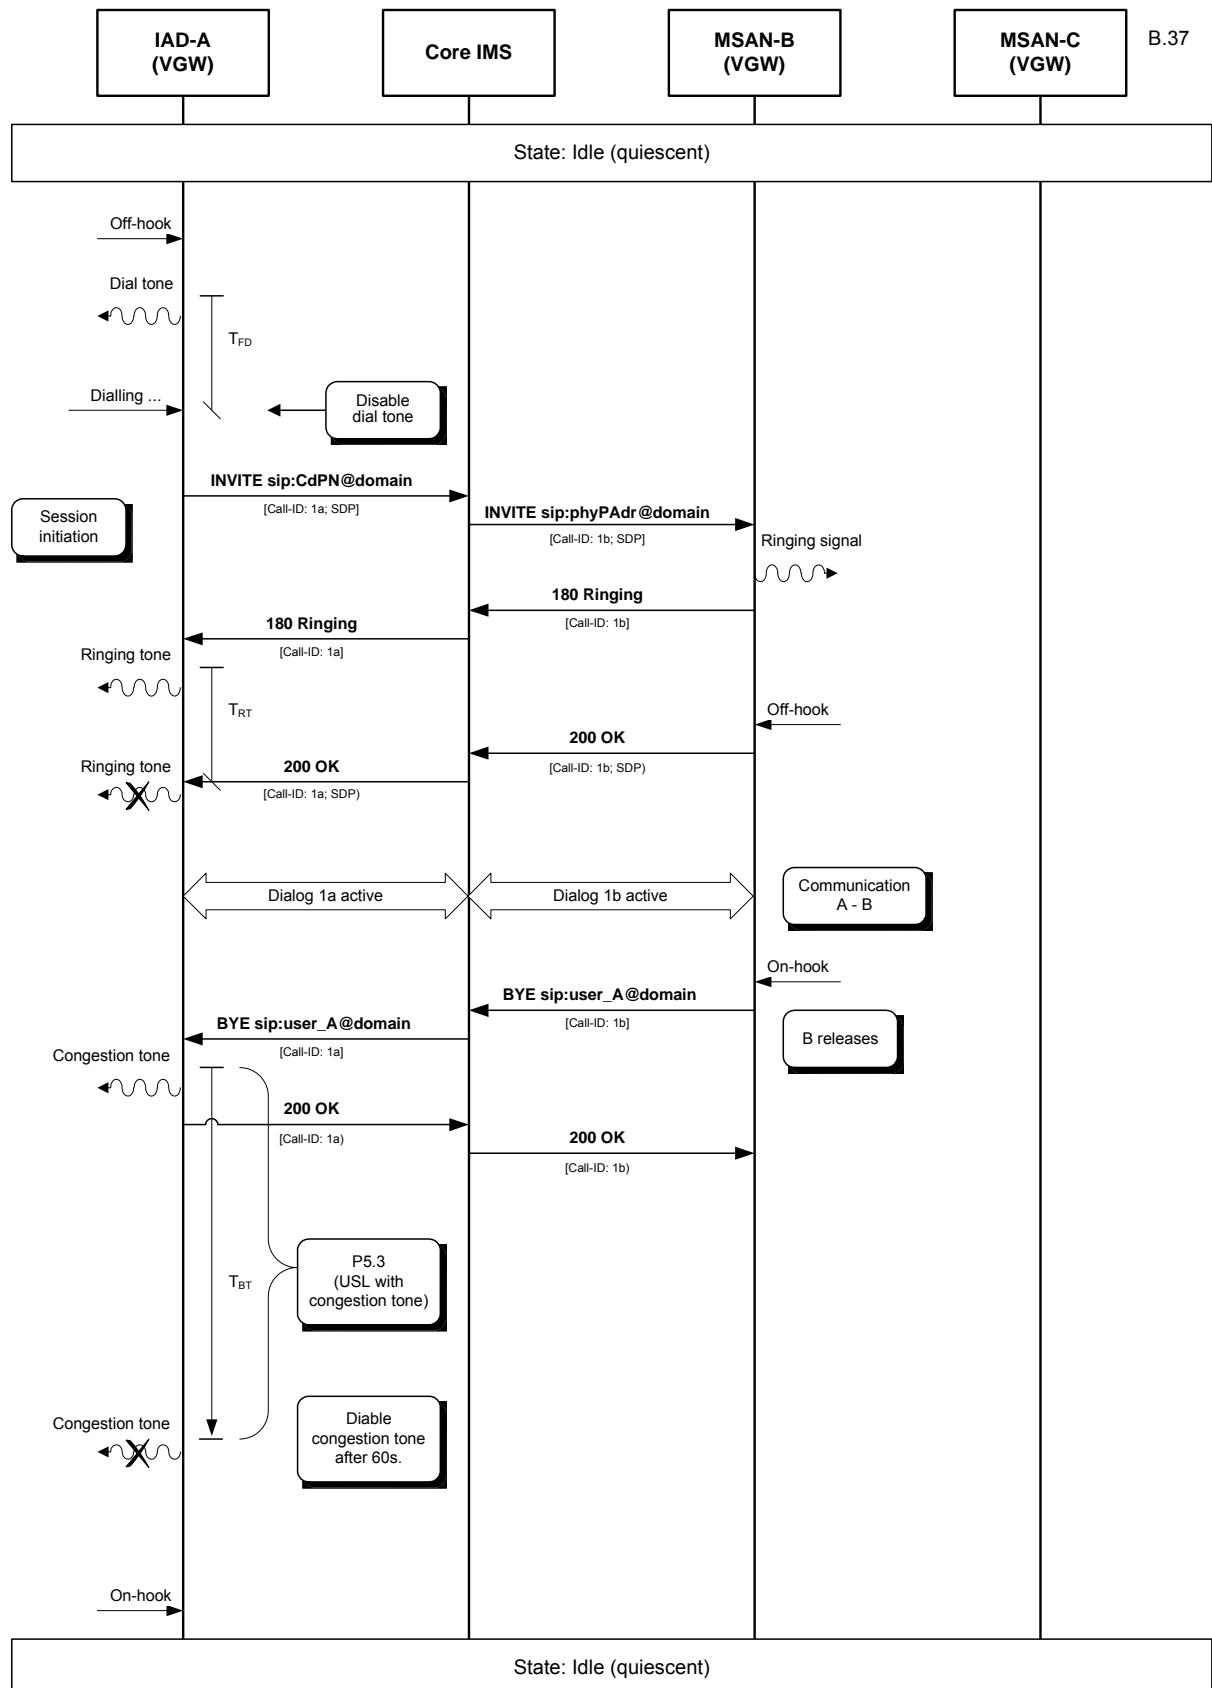 IAD-A
(VGW)
Core IMS
MSAN-B
(VGW)
MSAN-C
(VGW)
B.37
State: Idle (quiescent)
Off-hook
Dial tone
TFD
Dialling ...
Disable
dial tone
INVITE sip:CdPN@domain
[Call-ID: 1a; SDP]
Session
initiation
INVITE sip:phyPAdr@domain
[Call-ID: 1b; SDP]
Ringing signal
180 Ringing
[Call-ID: 1b]
180 Ringing
[Call-ID: 1a]
Ringing tone
TRT
Off-hook
200 OK
[Call-ID: 1b; SDP)
Ringing tone
200 OK
[Call-ID: 1a; SDP)
Dialog 1a active
Dialog 1b active
Communication
A - B
On-hook
BYE sip:user_A@domain
[Call-ID: 1b]
B releases
BYE sip:user_A@domain
[Call-ID: 1a]
Congestion tone
200 OK
[Call-ID: 1a)
200 OK
[Call-ID: 1b)
TBT
P5.3
(USL with
congestion tone)
Congestion tone
Diable
congestion tone
after 60s.
On-hook
State: Idle (quiescent)